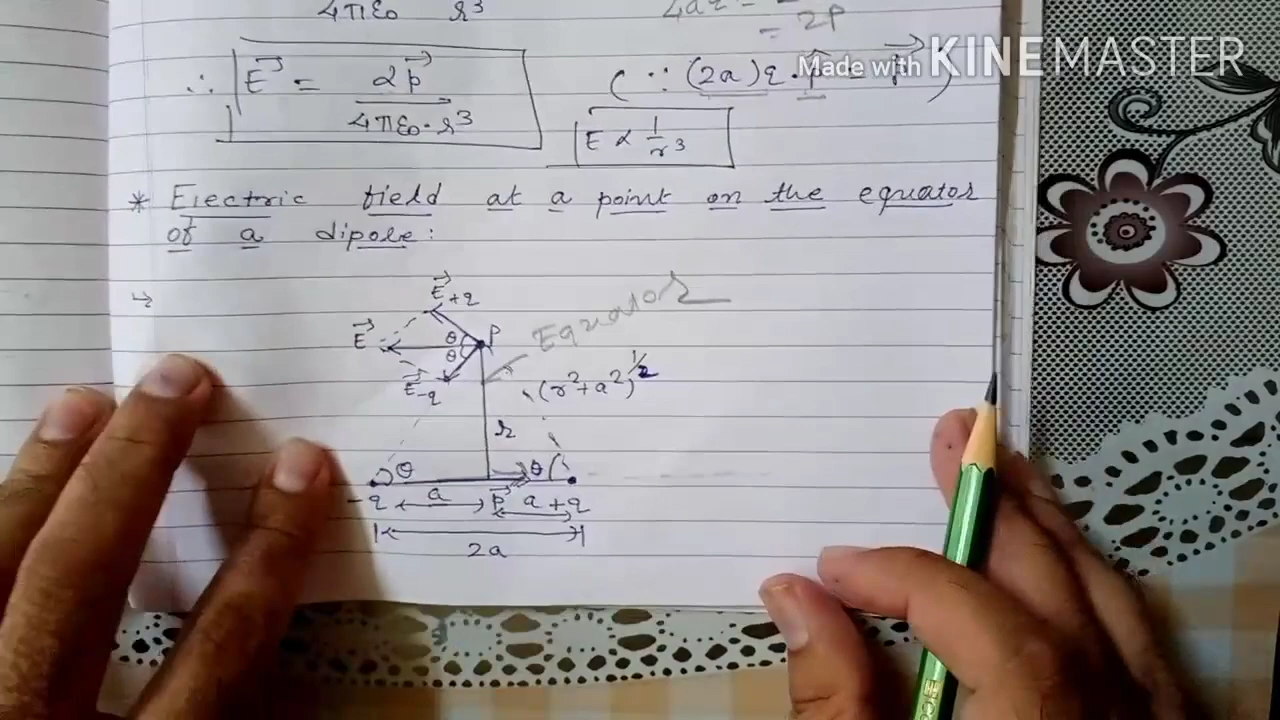 4πε₀ r³
= 2P
Made with KINEMASTER
∴ E⃗ = 2p⃗ / 4πε₀·r³
(∵ (2a)q·p̂ = p⃗)
E ∝ 1/r³
* Electric field at a point on the equator
of a dipole:
E⃗+q
E⃗
θ
θ
P
Equator
E⃗-q
(r²+a²)^1/2
r
θ
θ
-q
a
p⃗
a
+q
2a